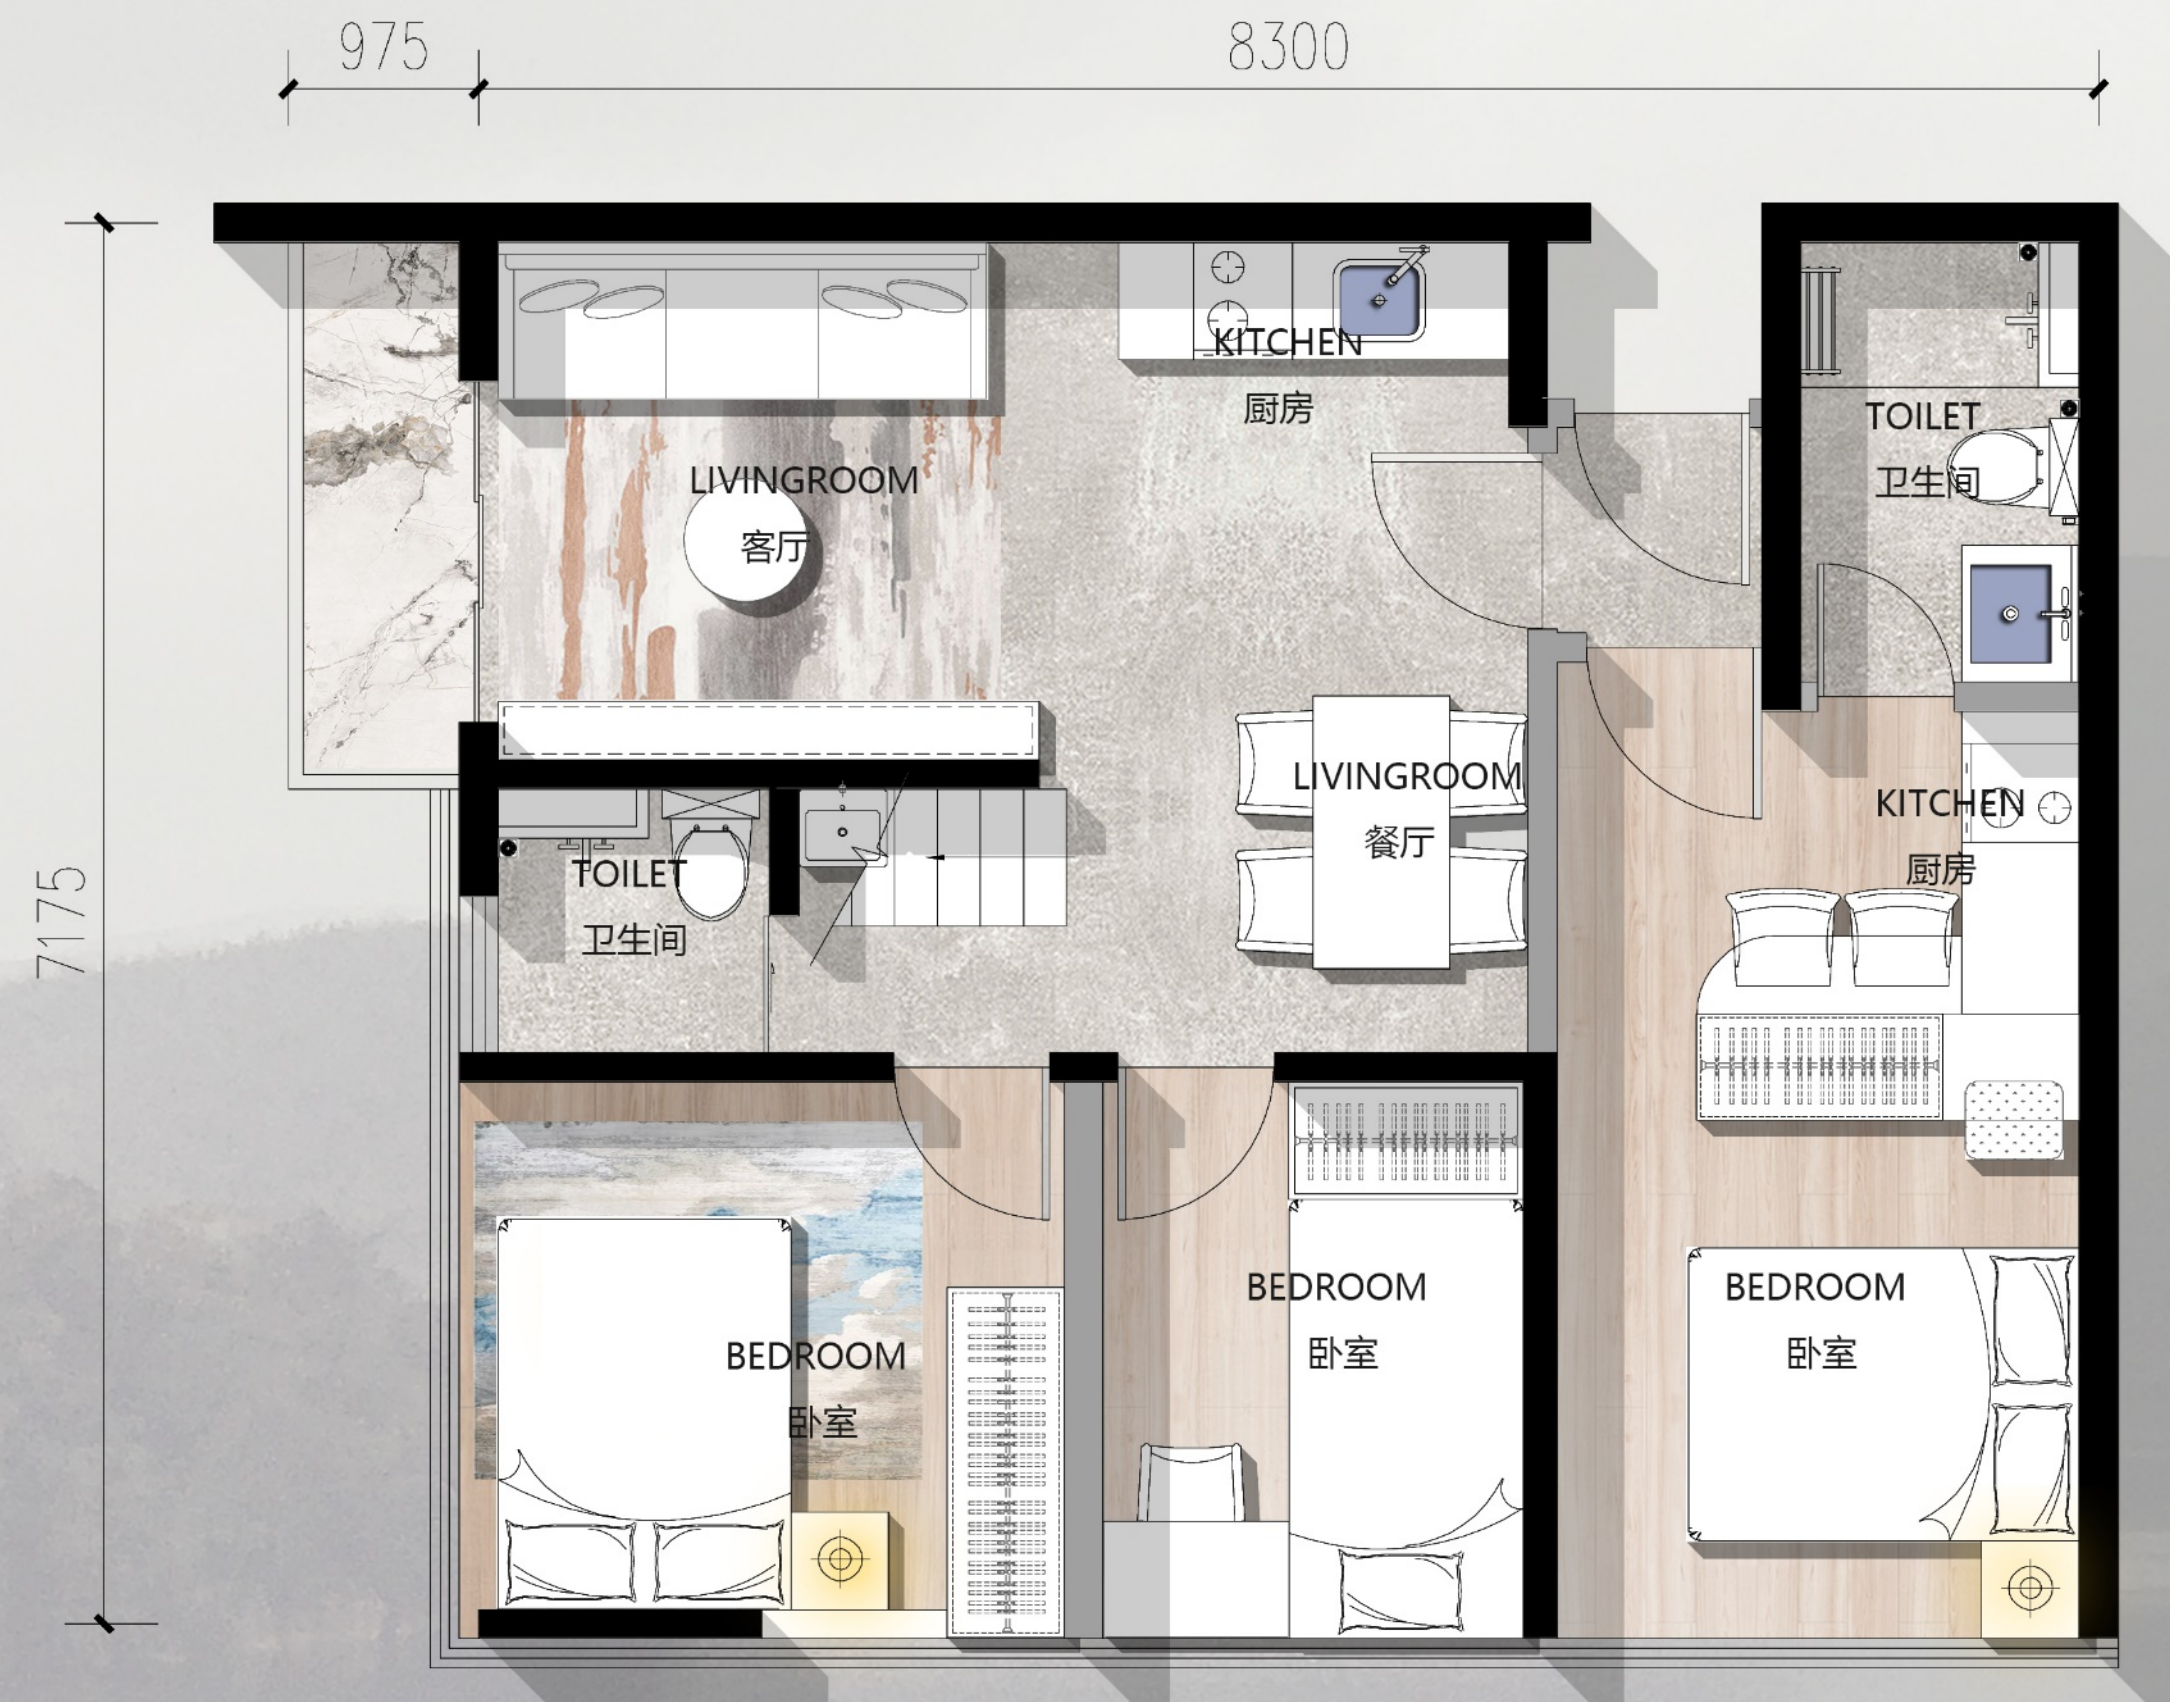 975
8300
7175
KITCHEN
厨房
TOILET
卫生间
LIVINGROOM
客厅
LIVINGROOM
餐厅
KITCHEN
厨房
TOILET
卫生间
BEDROOM
卧室
BEDROOM
卧室
BEDROOM
卧室